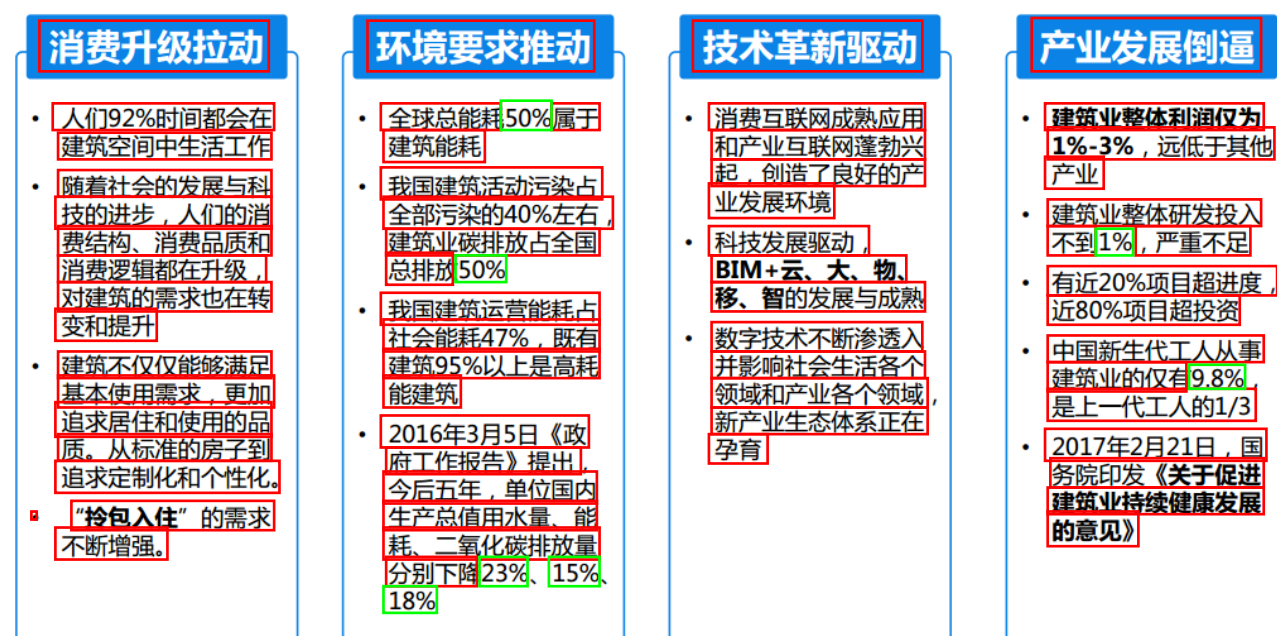 消费升级拉动
• 人们92%时间都会在
建筑空间中生活工作
• 随着社会的发展与科
技的进步，人们的消
费结构、消费品质和
消费逻辑都在升级，
对建筑的需求也在转
变和提升
• 建筑不仅仅能够满足
基本使用需求，更加
追求居住和使用的品
质。从标准的房子到
追求定制化和个性化。
• “拎包入住”的需求
不断增强。
环境要求推动
• 全球总能耗50%属于
建筑能耗
• 我国建筑活动污染占
全部污染的40%左右，
建筑业碳排放占全国
总排放50%
• 我国建筑运营能耗占
社会能耗47%，既有
建筑95%以上是高耗
能建筑
• 2016年3月5日《政
府工作报告》提出，
今后五年，单位国内
生产总值用水量、能
耗、二氧化碳排放量
分别下降23%、15%、
18%
技术革新驱动
• 消费互联网成熟应用
和产业互联网蓬勃兴
起，创造了良好的产
业发展环境
• 科技发展驱动，
BIM+云、大、物、
移、智的发展与成熟
• 数字技术不断渗透入
并影响社会生活各个
领域和产业各个领域，
新产业生态体系正在
孕育
产业发展倒逼
• 建筑业整体利润仅为
1%-3%，远低于其他
产业
• 建筑业整体研发投入
不到1%，严重不足
• 有近20%项目超进度，
近80%项目超投资
• 中国新生代工人从事
建筑业的仅有9.8%，
是上一代工人的1/3
• 2017年2月21日，国
务院印发《关于促进
建筑业持续健康发展
的意见》